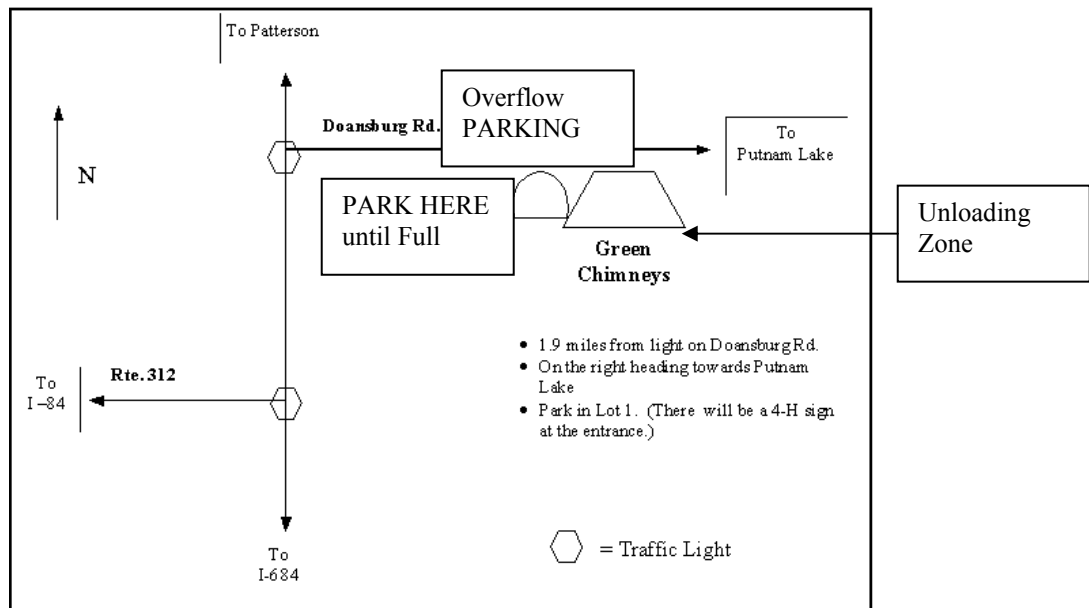 To Patterson
Overflow
PARKING
Doansburg Rd.
To
Putnam Lake
N
PARK HERE
until Full
Unloading
Zone
Green
Chimneys
• 1.9 miles from light on Doansburg Rd.
• On the right heading towards Putnam
Lake
• Park in Lot 1. (There will be a 4-H sign
at the entrance.)
Rte. 312
To
I-84
To
I-684
= Traffic Light